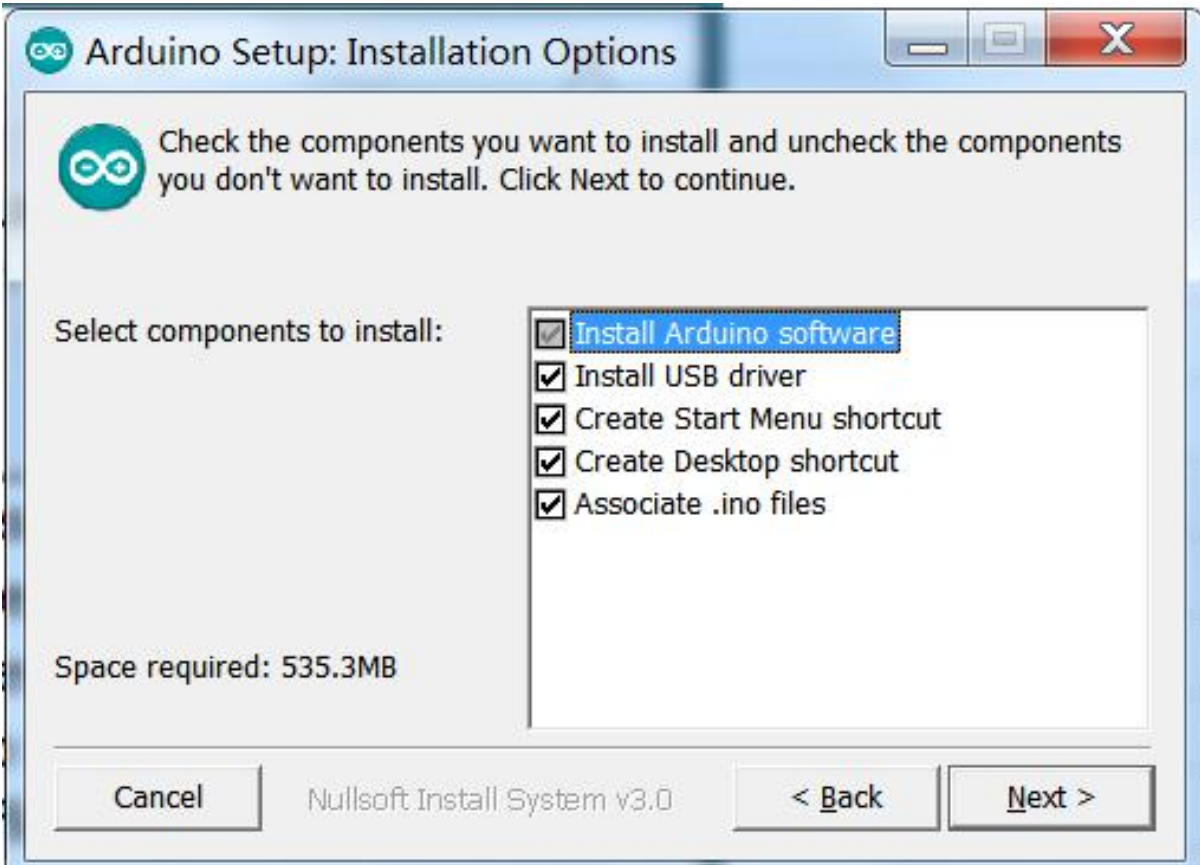 Arduino Setup: Installation Options
Check the components you want to install and uncheck the components
you don't want to install. Click Next to continue.
Select components to install:
Install Arduino software
Install USB driver
Create Start Menu shortcut
Create Desktop shortcut
Associate .ino files
Space required: 535.3MB
Cancel
Nullsoft Install System v3.0
< Back
Next >